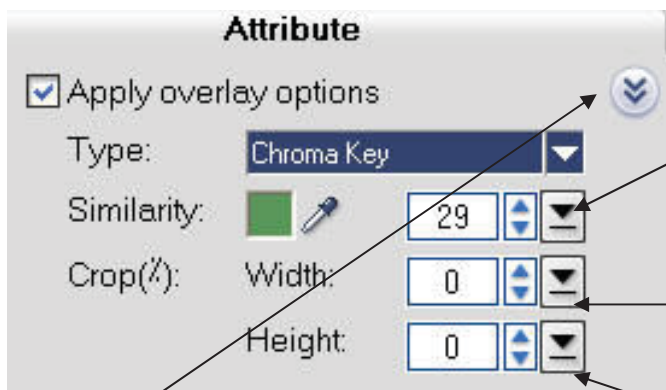 Attribute
Apply overlay options
Type: Chroma Key
Similarity: 29
Crop(%): Width: 0
Height: 0